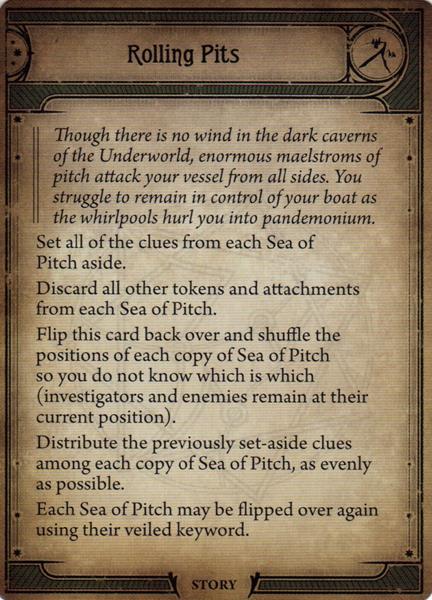 Rolling Pits
Though there is no wind in the dark caverns
of the Underworld, enormous maelstroms of
pitch attack your vessel from all sides. You
struggle to remain in control of your boat as
the whirlpools hurl you into pandemonium.
Set all of the clues from each Sea of
Pitch aside.
Discard all other tokens and attachments
from each Sea of Pitch.
Flip this card back over and shuffle the
positions of each copy of Sea of Pitch
so you do not know which is which
(investigators and enemies remain at their
current position).
Distribute the previously set-aside clues
among each copy of Sea of Pitch, as evenly
as possible.
Each Sea of Pitch may be flipped over again
using their veiled keyword.
STORY